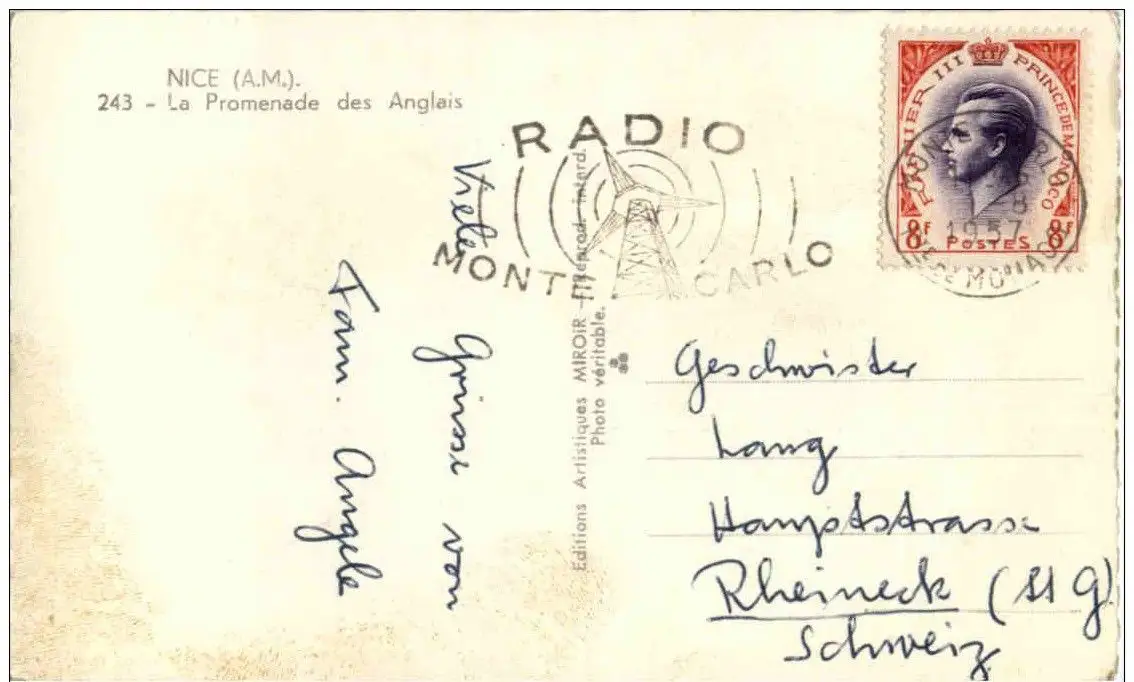 NICE (A.M.).
243 - La Promenade des Anglais
RADIO
MONTE CARLO
RAINIER III PRINCE DE MONACO
8F POSTES 8F
1957
Viele
Grüsse von
Fam. Angele
Editions Artistiques MIROIR - Reprod. interd.
Photo véritable.
Geschwister
Lang
Hauptstrasse
Rheineck (St G)
Schweiz